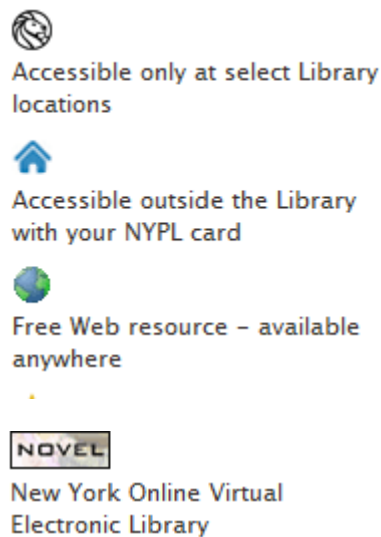 Accessible only at select Library
locations
Accessible outside the Library
with your NYPL card
Free Web resource – available
anywhere
NOVEL
New York Online Virtual
Electronic Library